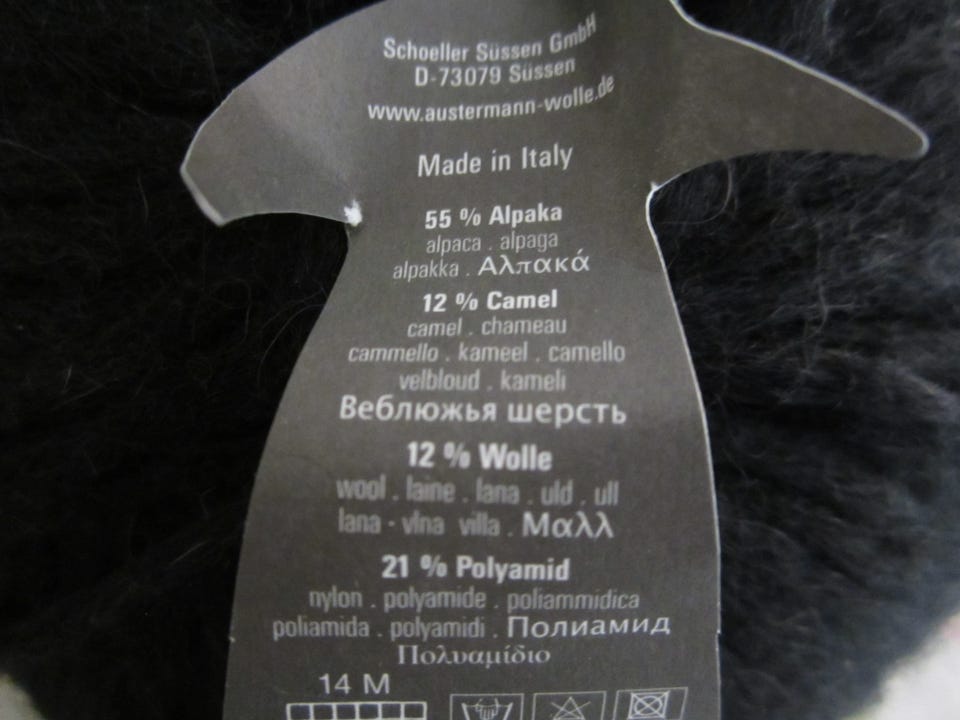 Schoeller Süssen GmbH
D-73079 Süssen
www.austermann-wolle.de
Made in Italy
55 % Alpaka
alpaca . alpaga
alpakka . Αλπακά
12 % Camel
camel . chameau
cammello . kameel . camello
velbloud . kameli
Веблюжья шерсть
12 % Wolle
wool . laine . lana . uld . ull
lana - vlna villa . Μαλλ
21 % Polyamid
nylon . polyamide . poliammidica
poliamida . polyamidi . Полиамид
Πολυαμίδιο
14 M